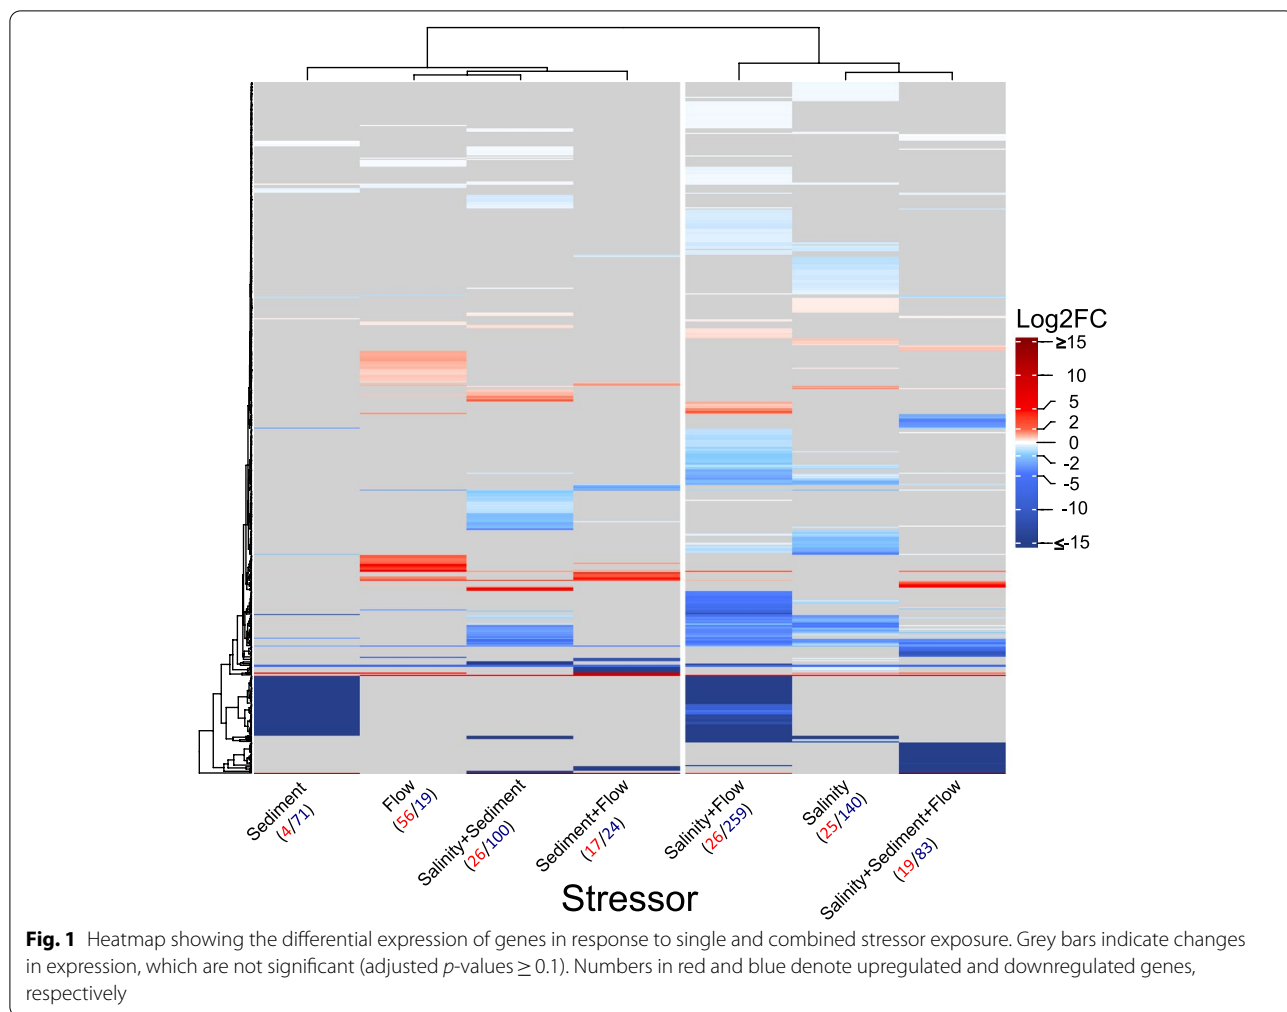 Log2FC
≥15
10
5
2
0
-2
-5
-10
≤-15
Sediment
(4/71)
Flow
(56/19)
Salinity+Sediment
(26/100)
Sediment+Flow
(17/24)
Salinity+Flow
(26/259)
Salinity
(25/140)
Salinity+Sediment+Flow
(19/83)
Stressor
Fig. 1 Heatmap showing the differential expression of genes in response to single and combined stressor exposure. Grey bars indicate changes
in expression, which are not significant (adjusted p-values ≥ 0.1). Numbers in red and blue denote upregulated and downregulated genes,
respectively